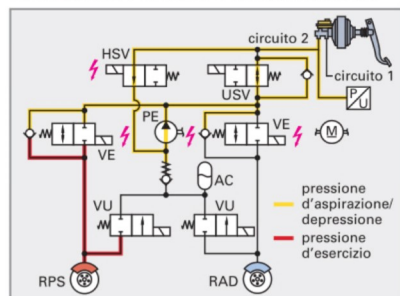 circuito 2
HSV
circuito 1
USV
PE
P
U
VE
VE
M
AC
VU
VU
pressione
d'aspirazione/
depressione
pressione
d'esercizio
RPS
RAD